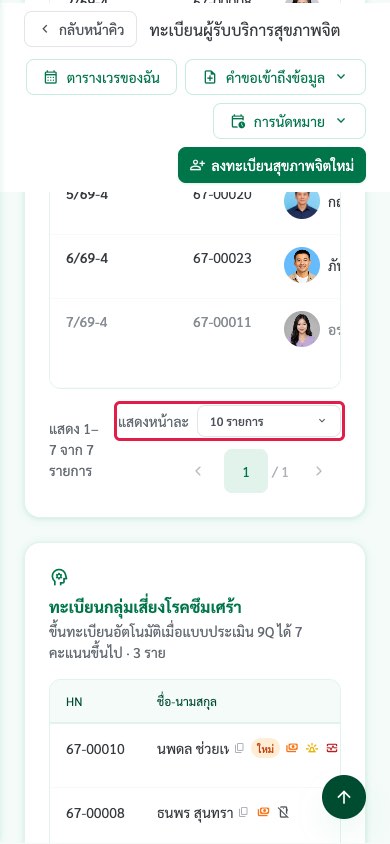 กลับหน้าคิว
ทะเบียนผู้รับบริการสุขภาพจิต
ตารางเวรของฉัน
คำขอเข้าถึงข้อมูล
การนัดหมาย
ลงทะเบียนสุขภาพจิตใหม่
5/69-4 67-00020
6/69-4 67-00023
7/69-4 67-00011
แสดง 1–
7 จาก 7
รายการ
แสดงหน้าละ 10 รายการ
1 / 1
ทะเบียนกลุ่มเสี่ยงโรคซึมเศร้า
ขึ้นทะเบียนอัตโนมัติเมื่อแบบประเมิน 9Q ได้ 7
คะแนนขึ้นไป · 3 ราย
HN ชื่อ-นามสกุล
67-00010 นพดล ใหม่
67-00008 ธนพร สุนทรา